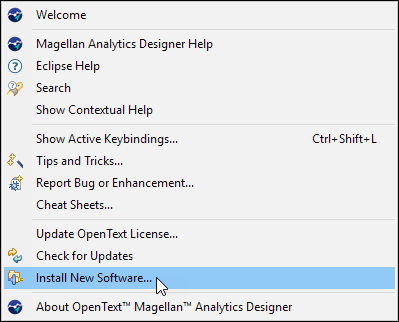 Welcome
Magellan Analytics Designer Help
Eclipse Help
Search
Show Contextual Help
Show Active Keybindings... Ctrl+Shift+L
Tips and Tricks...
Report Bug or Enhancement...
Cheat Sheets...
Update OpenText License...
Check for Updates
Install New Software...
About OpenText™ Magellan™ Analytics Designer